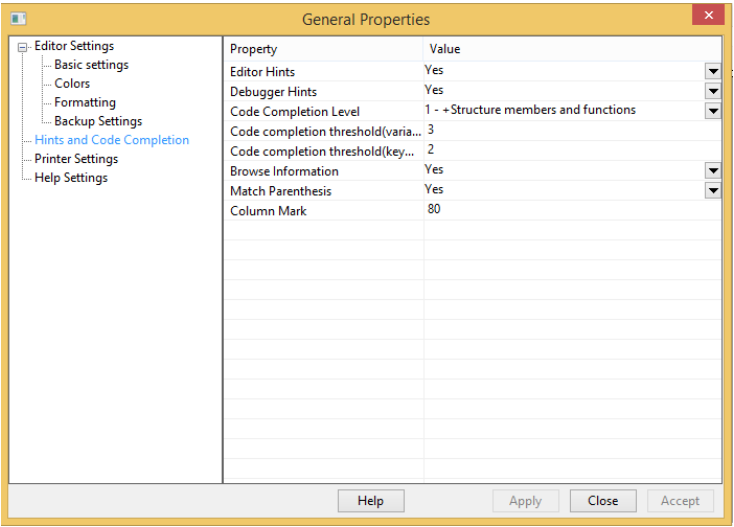 General Properties
Editor Settings
Basic settings
Colors
Formatting
Backup Settings
Hints and Code Completion
Printer Settings
Help Settings
Property Value
Editor Hints Yes
Debugger Hints Yes
Code Completion Level 1 - +Structure members and functions
Code completion threshold(varia... 3
Code completion threshold(key... 2
Browse Information Yes
Match Parenthesis Yes
Column Mark 80
Help Apply Close Accept